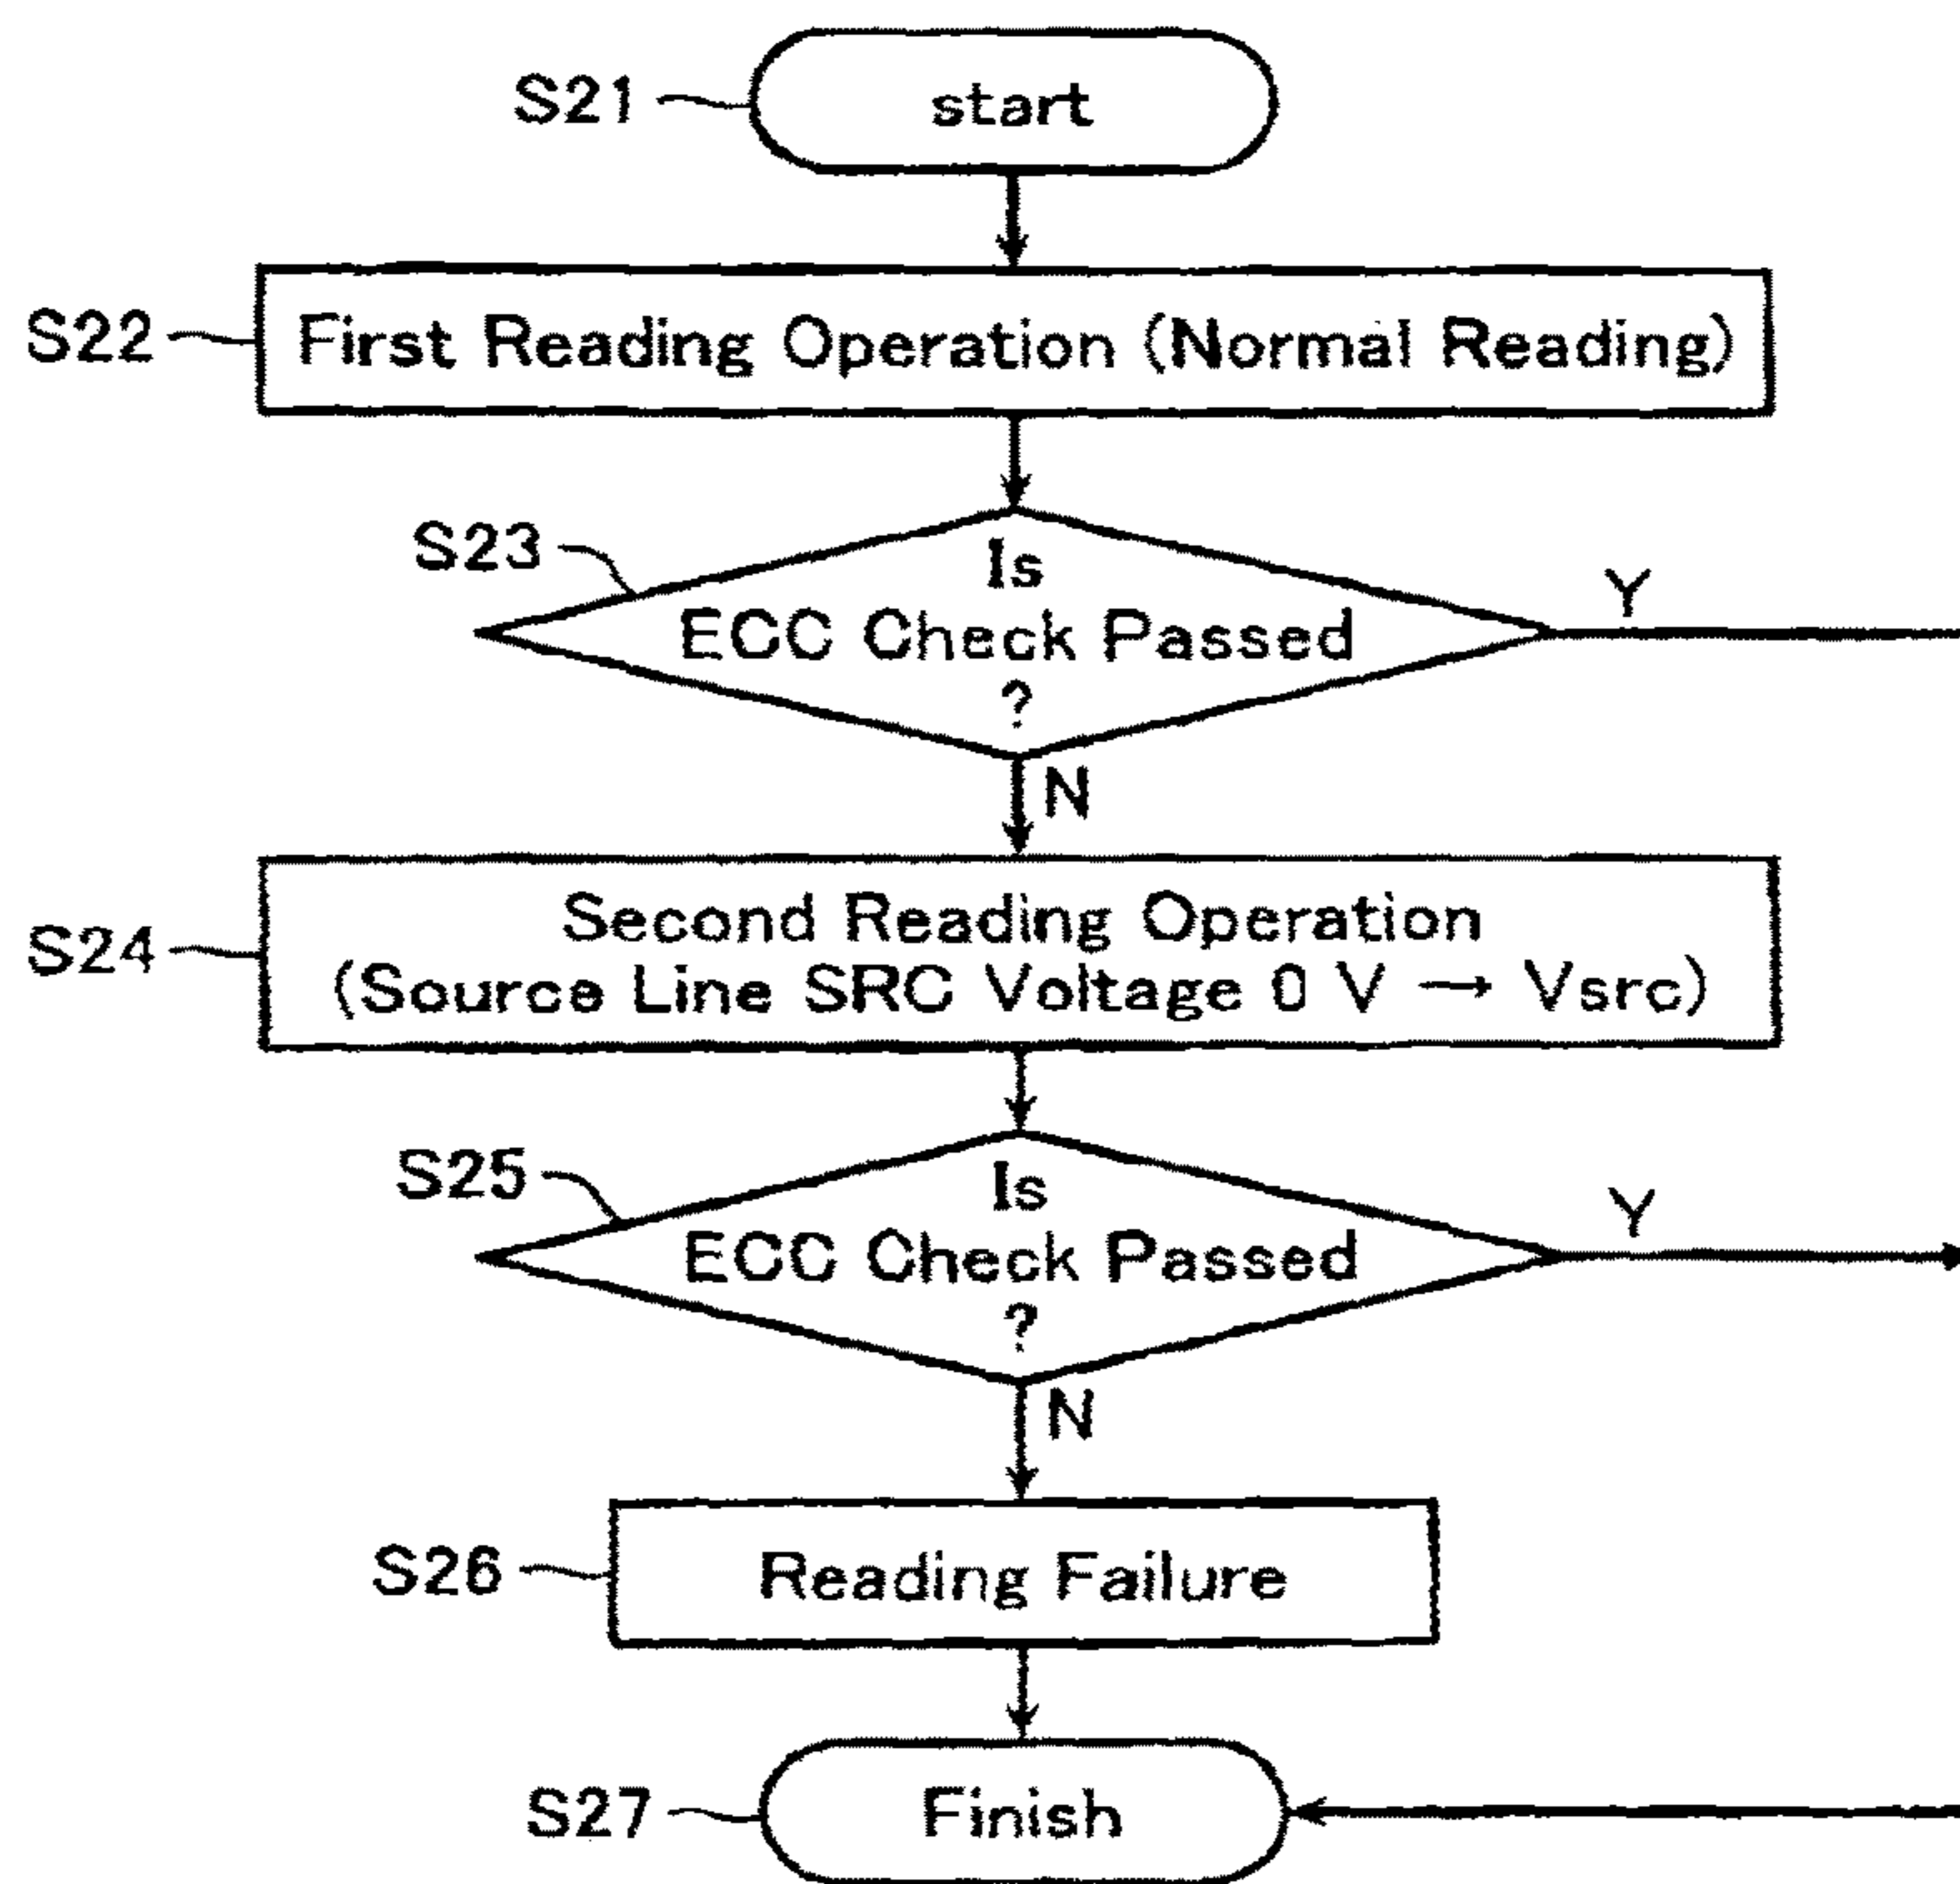 S21
start
S22
First Reading Operation (Normal Reading)
S23
Is
ECC Check Passed
?
Y
N
S24
Second Reading Operation
(Source Line SRC Voltage 0 V → Vsrc)
S25
Is
ECC Check Passed
?
Y
N
S26
Reading Failure
S27
Finish